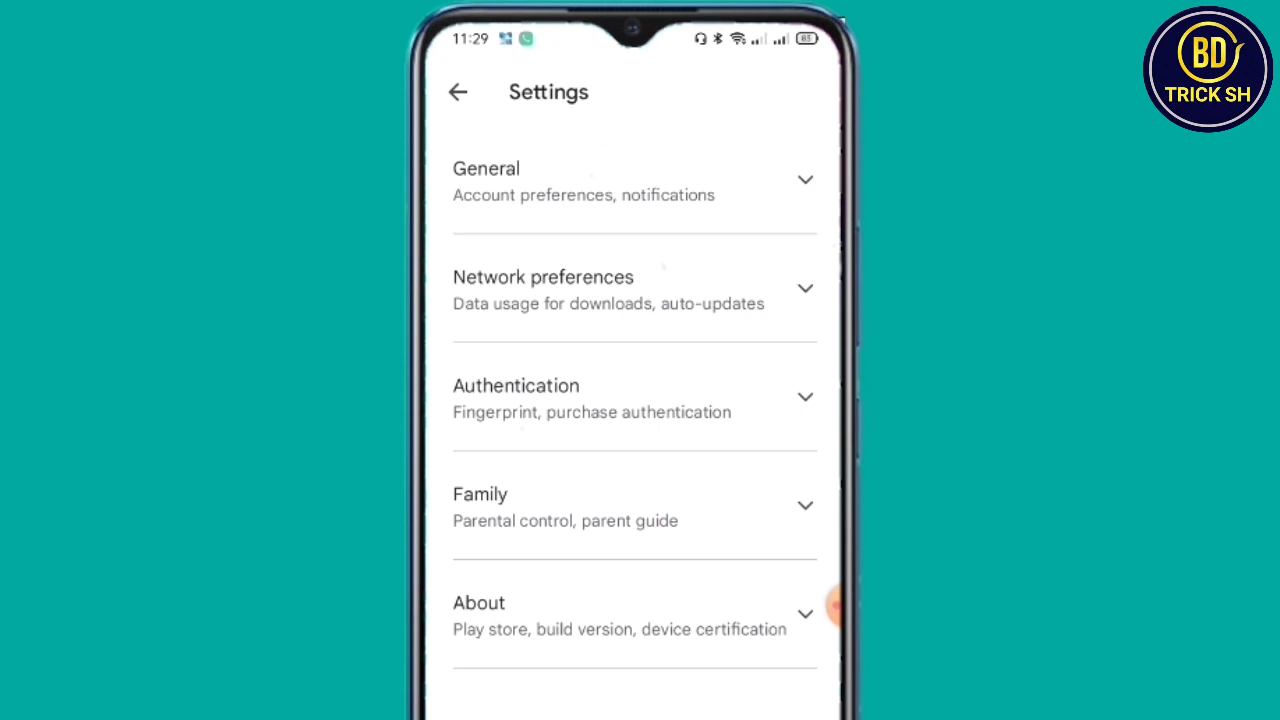 11:29
85
BD
TRICK SH
Settings
General
Account preferences, notifications
Network preferences
Data usage for downloads, auto-updates
Authentication
Fingerprint, purchase authentication
Family
Parental control, parent guide
About
Play store, build version, device certification